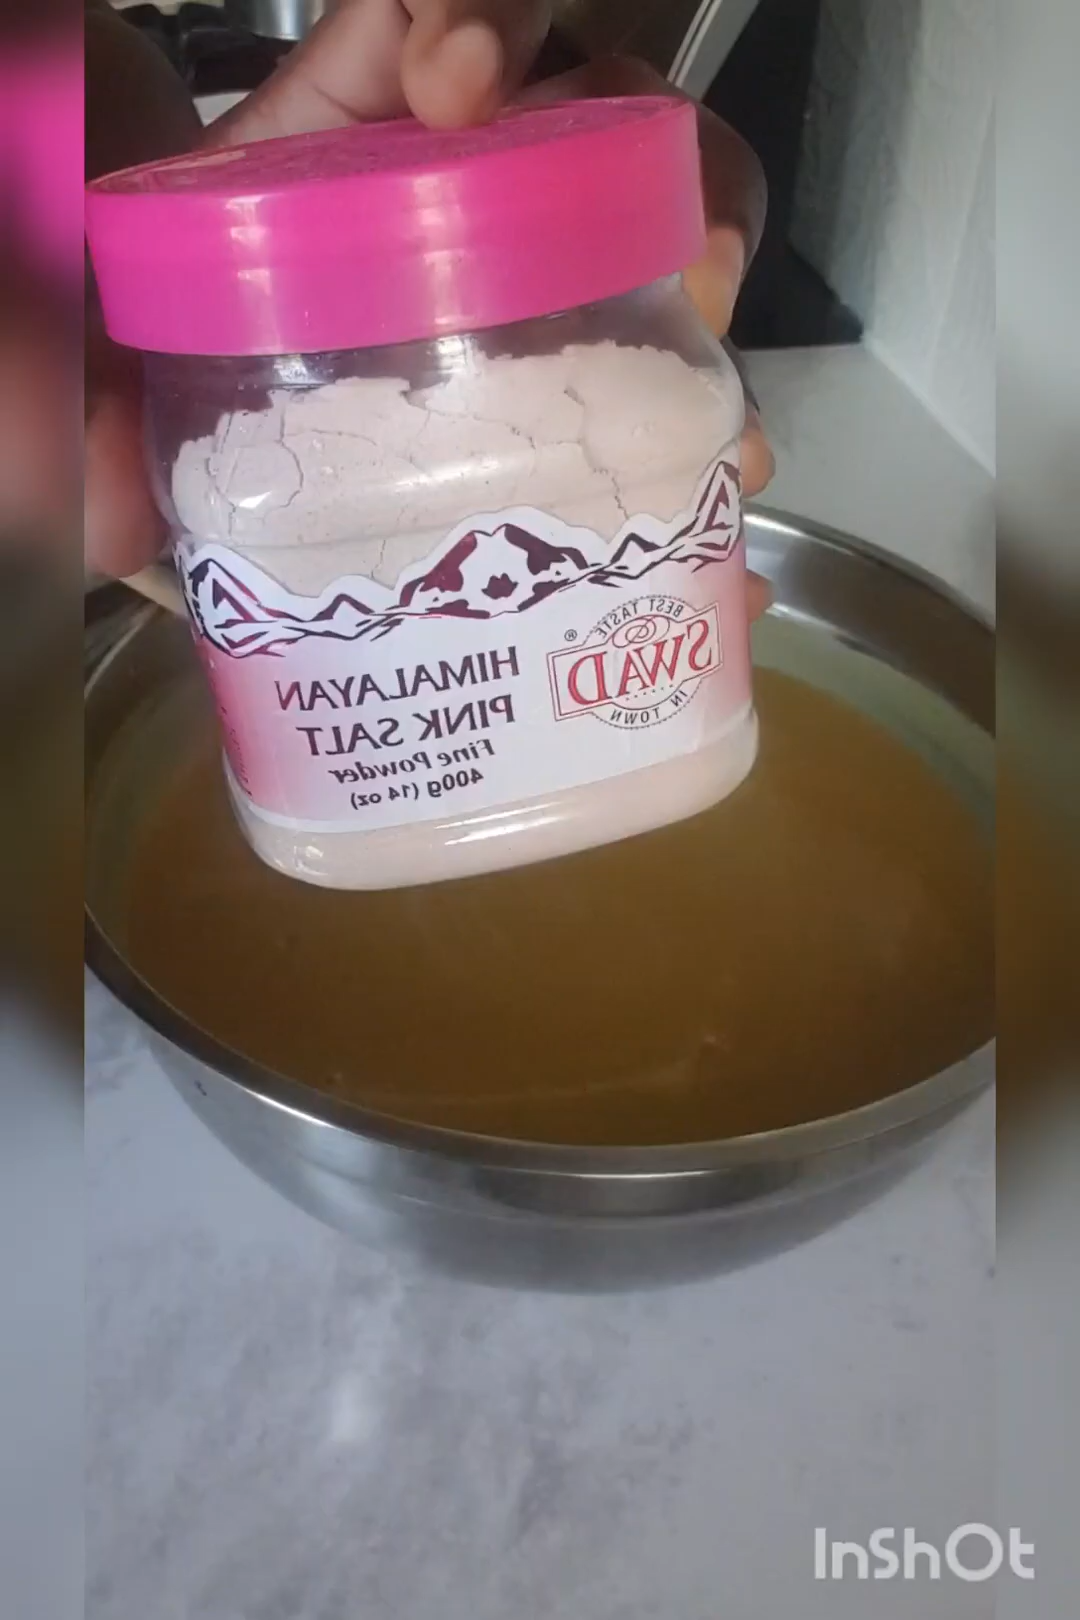 BEST TASTE
SWAD
IN TOWN
®
HIMALAYAN
PINK SALT
Fine Powder
400g (14 oz)
InShOt